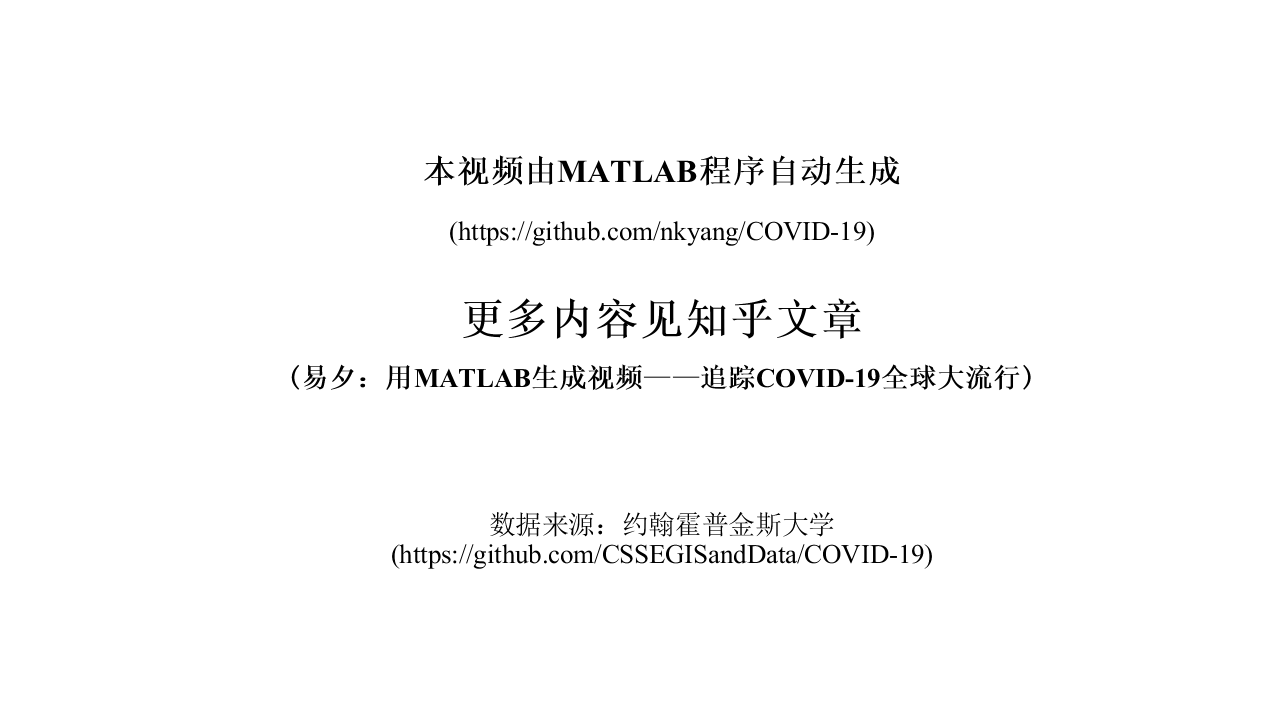 本视频由MATLAB程序自动生成
(https://github.com/nkyang/COVID-19)
更多内容见知乎文章
（易夕：用MATLAB生成视频——追踪COVID-19全球大流行）
数据来源：约翰霍普金斯大学
(https://github.com/CSSEGISandData/COVID-19)